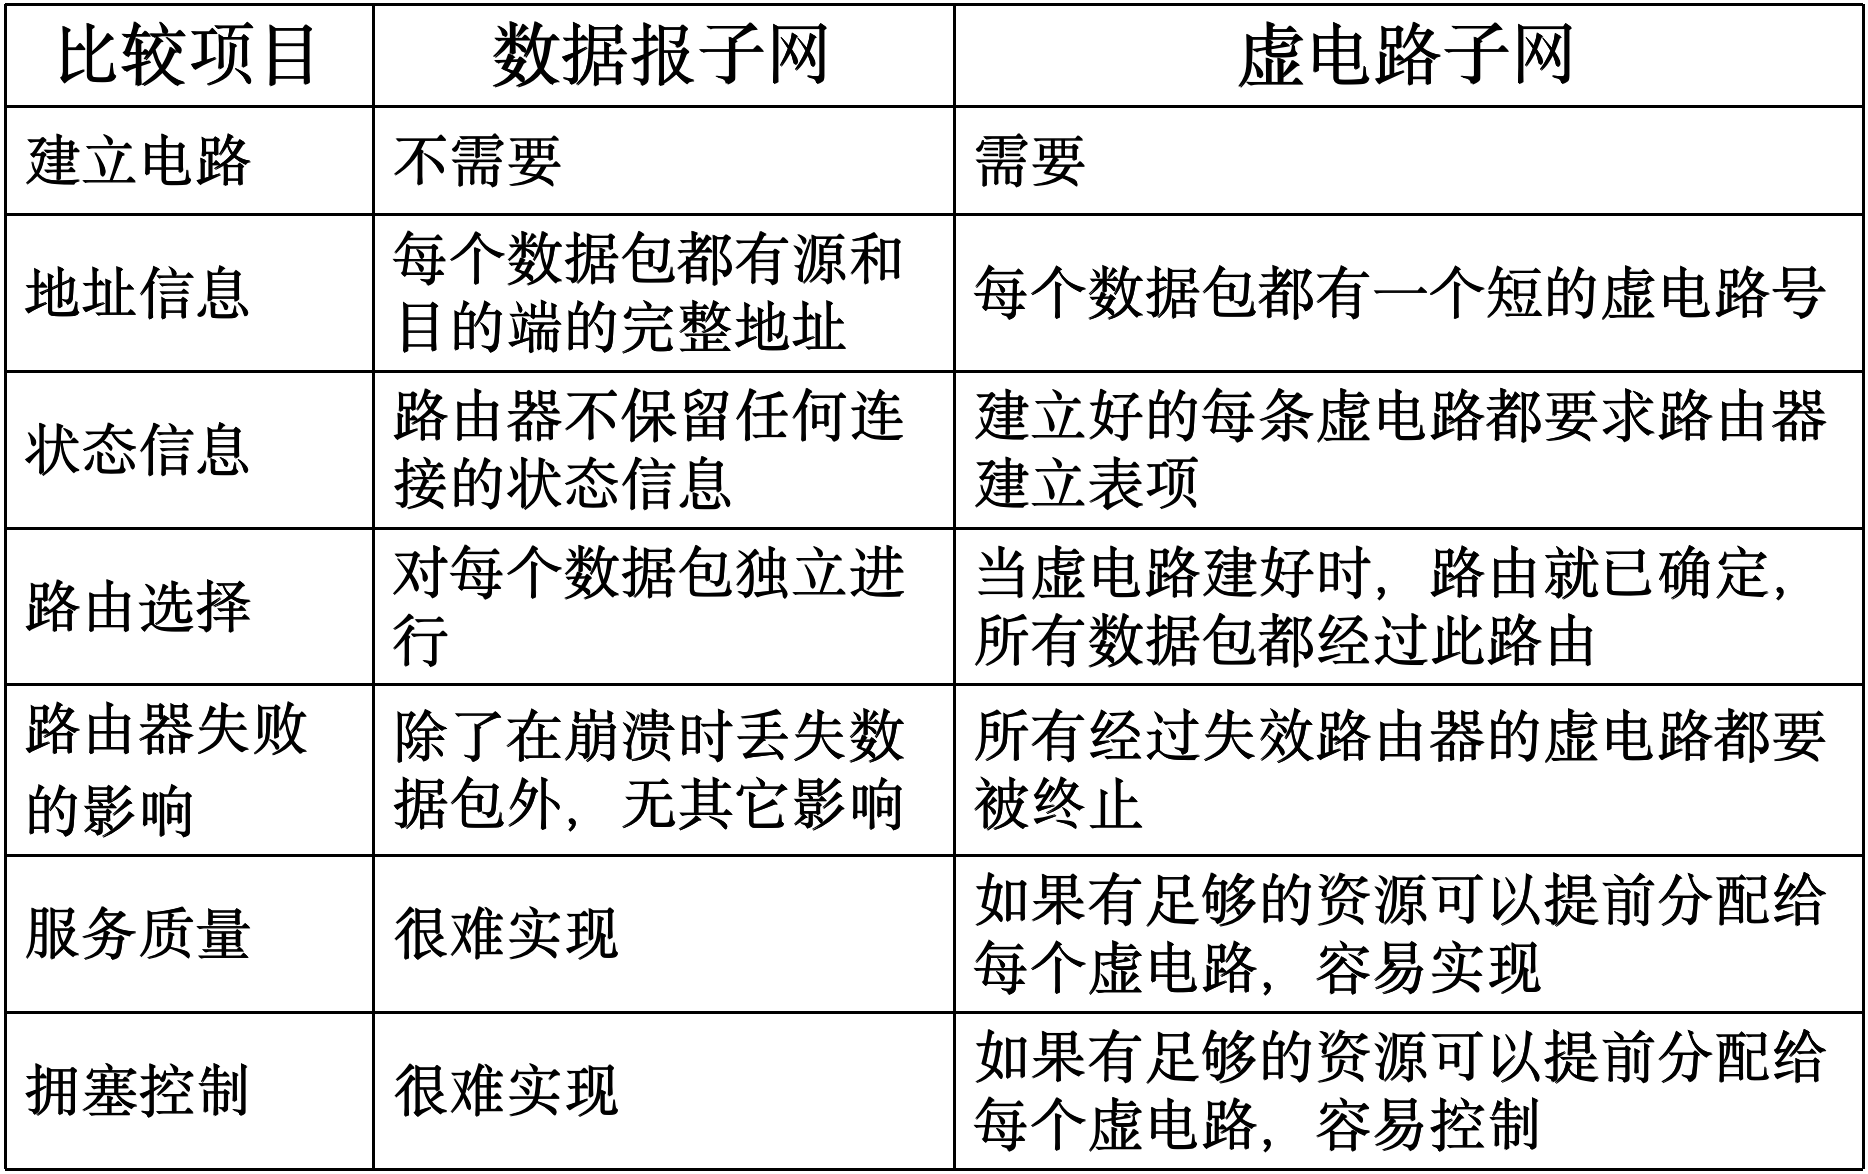 比较项目
数据报子网
虚电路子网
建立电路
不需要
需要
地址信息
每个数据包都有源和
目的端的完整地址
每个数据包都有一个短的虚电路号
状态信息
路由器不保留任何连
接的状态信息
建立好的每条虚电路都要求路由器
建立表项
路由选择
对每个数据包独立进
行
当虚电路建好时，路由就已确定，
所有数据包都经过此路由
路由器失败
的影响
除了在崩溃时丢失数
据包外，无其它影响
所有经过失效路由器的虚电路都要
被终止
服务质量
很难实现
如果有足够的资源可以提前分配给
每个虚电路，容易实现
拥塞控制
很难实现
如果有足够的资源可以提前分配给
每个虚电路，容易控制